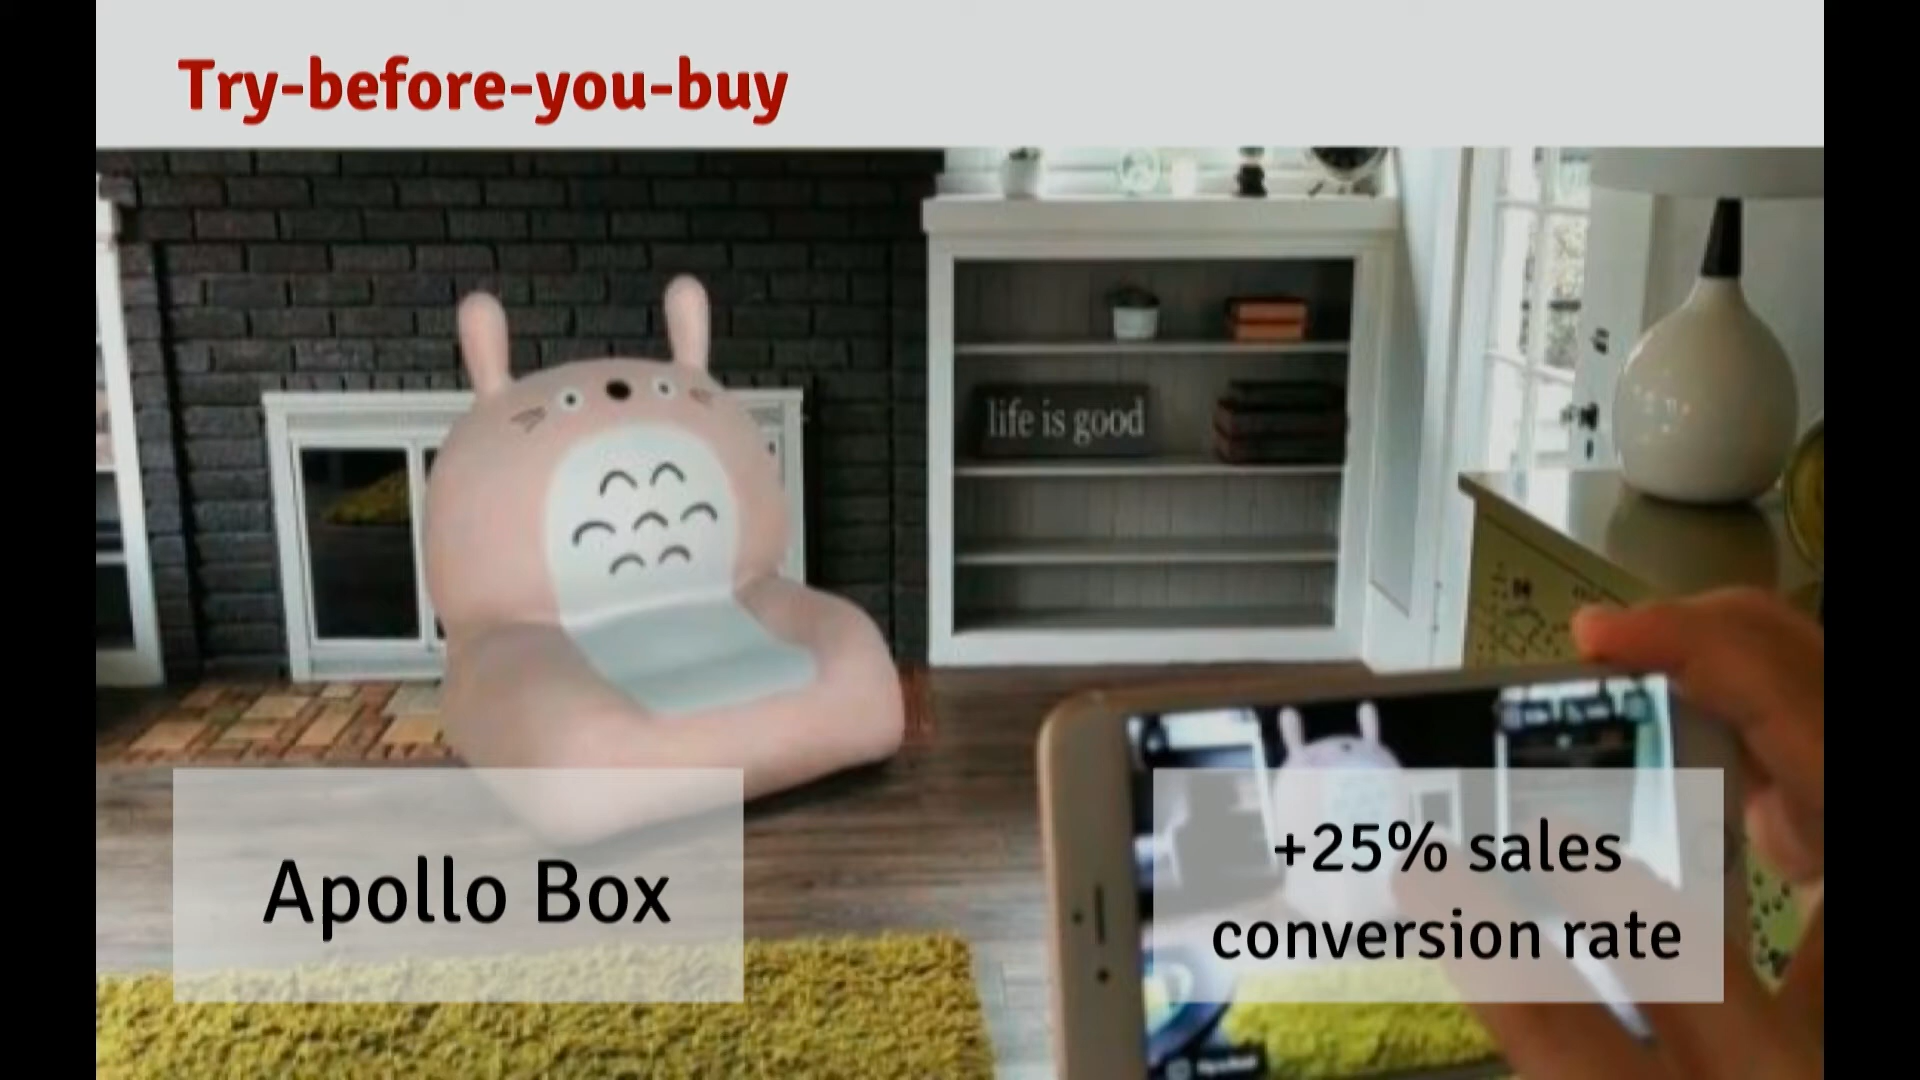 Try-before-you-buy
life is good
Apollo Box
+25% sales
conversion rate